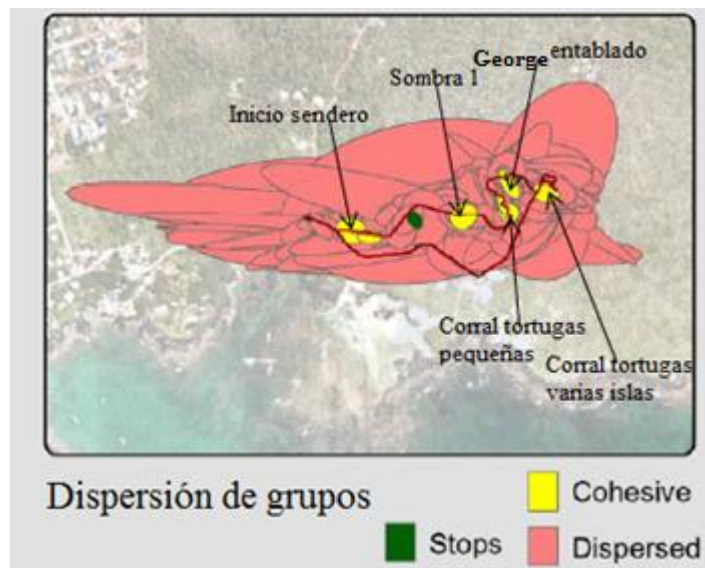 George entablado
Sombra 1
Inicio sendero
Corral tortugas
pequeñas
Corral tortugas
varias islas
Dispersión de grupos
Cohesive
Stops
Dispersed